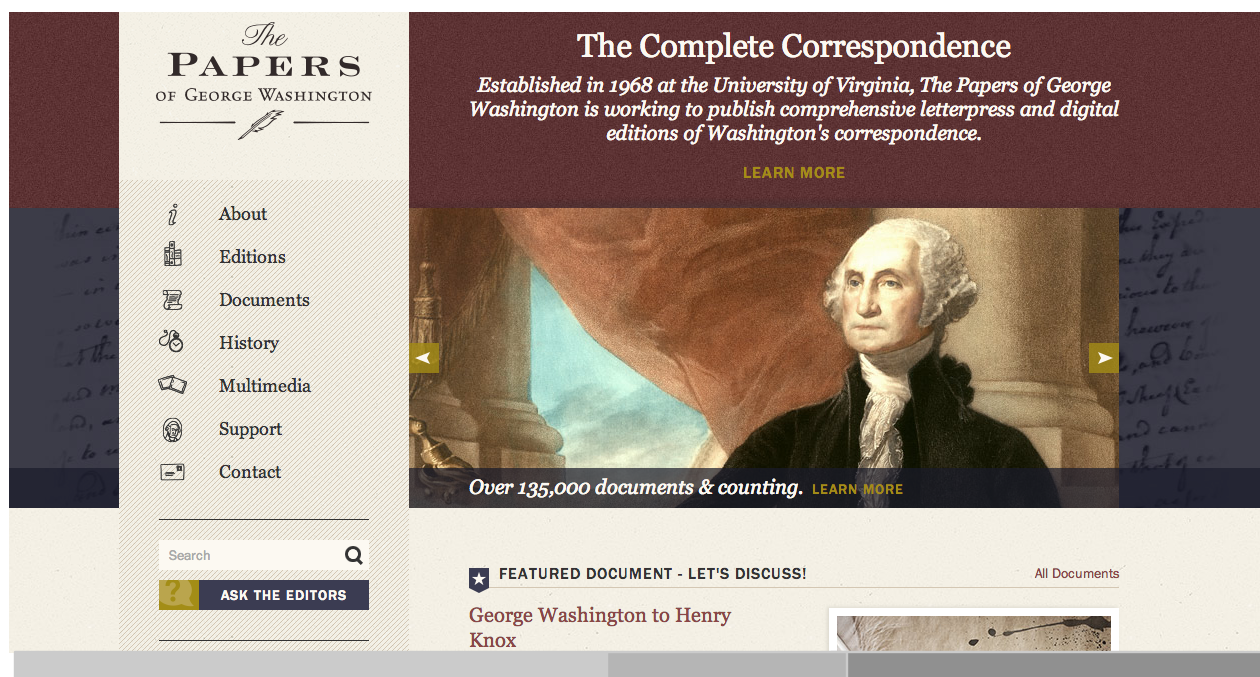 The
PAPERS
OF GEORGE WASHINGTON
About
Editions
Documents
History
Multimedia
Support
Contact
Search
?
ASK THE EDITORS
The Complete Correspondence
Established in 1968 at the University of Virginia, The Papers of George
Washington is working to publish comprehensive letterpress and digital
editions of Washington's correspondence.
LEARN MORE
Over 135,000 documents & counting. LEARN MORE
FEATURED DOCUMENT - LET'S DISCUSS!
All Documents
George Washington to Henry
Knox